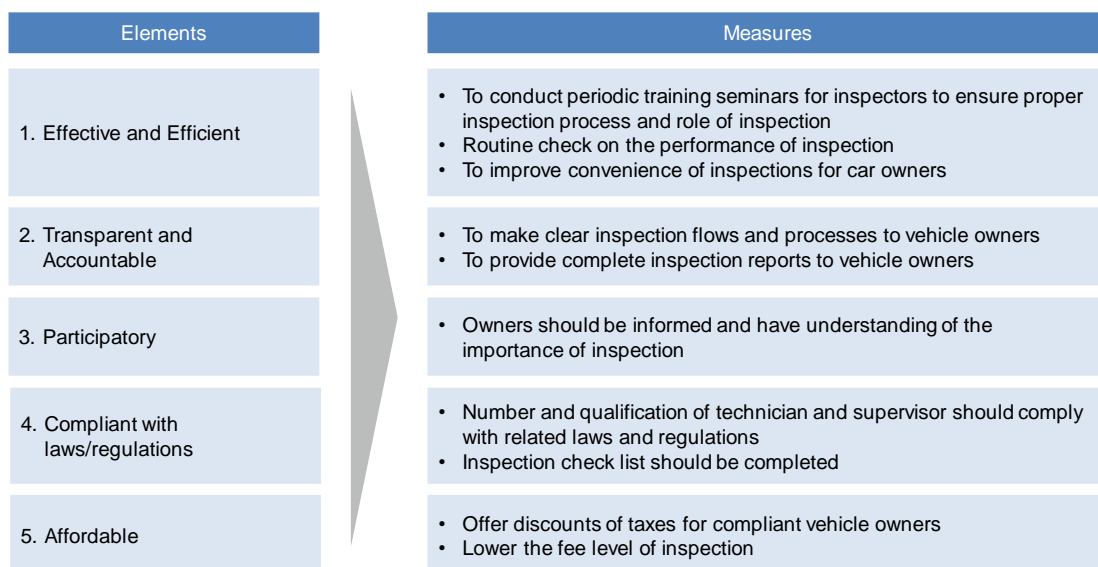 Elements
Measures
1. Effective and Efficient
• To conduct periodic training seminars for inspectors to ensure proper
inspection process and role of inspection
• Routine check on the performance of inspection
• To improve convenience of inspections for car owners
2. Transparent and
Accountable
• To make clear inspection flows and processes to vehicle owners
• To provide complete inspection reports to vehicle owners
3. Participatory
• Owners should be informed and have understanding of the
importance of inspection
4. Compliant with
laws/regulations
• Number and qualification of technician and supervisor should comply
with related laws and regulations
• Inspection check list should be completed
5. Affordable
• Offer discounts of taxes for compliant vehicle owners
• Lower the fee level of inspection